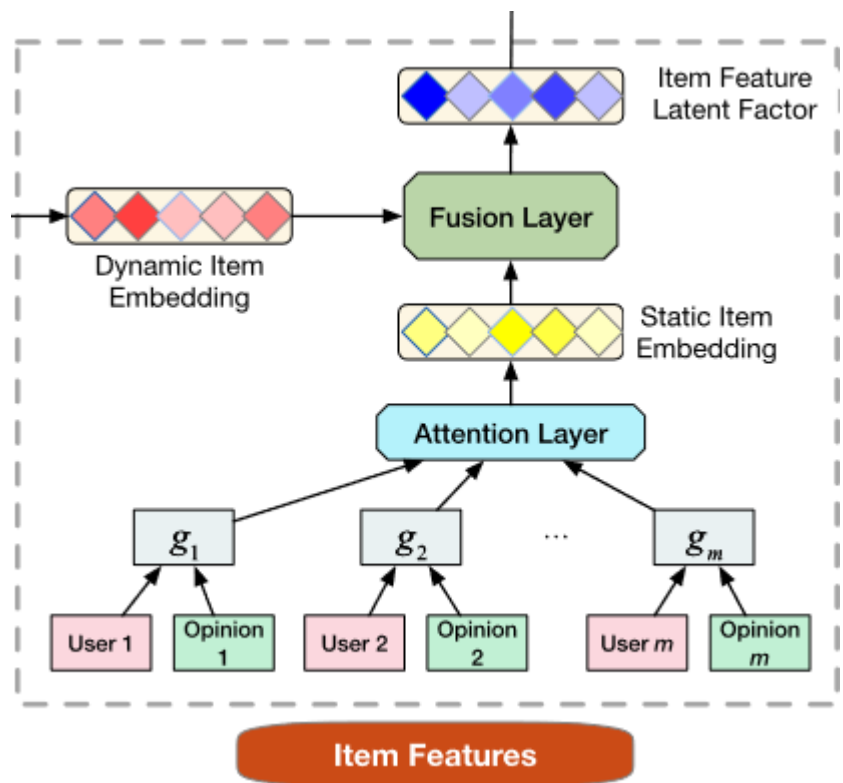 Item Feature
Latent Factor
Fusion Layer
Dynamic Item
Embedding
Static Item
Embedding
Attention Layer
g1
g2
...
gm
User 1
Opinion
1
User 2
Opinion
2
User m
Opinion
m
Item Features